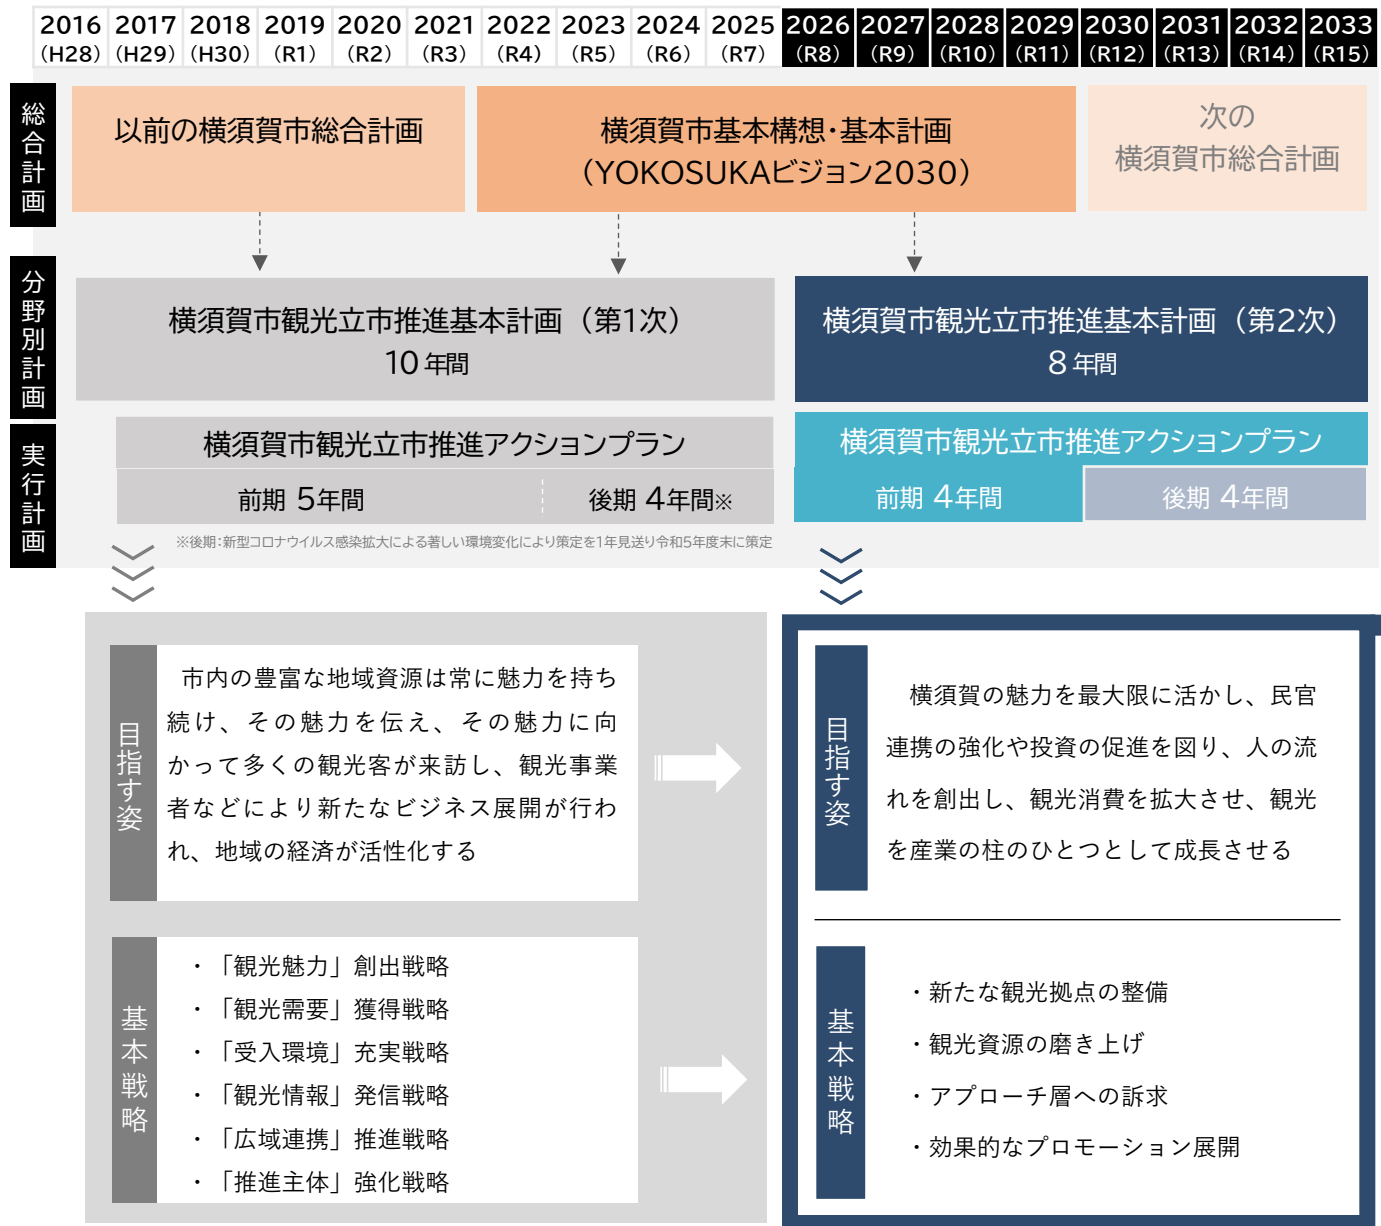 2016 2017 2018 2019 2020 2021 2022 2023 2024 2025 2026 2027 2028 2029 2030 2031 2032 2033
（H28）（H29）（H30）（R1）（R2）（R3）（R4）（R5）（R6）（R7）（R8）（R9）（R10）（R11）（R12）（R13）（R14）（R15）
総合計画
以前の横須賀市総合計画
横須賀市基本構想・基本計画
（YOKOSUKAビジョン2030）
次の
横須賀市総合計画
分野別計画
横須賀市観光立市推進基本計画（第1次）
10年間
横須賀市観光立市推進基本計画（第2次）
8年間
実行計画
横須賀市観光立市推進アクションプラン
前期 5年間
後期 4年間※
横須賀市観光立市推進アクションプラン
前期 4年間
後期 4年間
※後期：新型コロナウイルス感染拡大による著しい環境変化により策定を1年見送り令和5年度末に策定
目指す姿
市内の豊富な地域資源は常に魅力を持ち
続け、その魅力を伝え、その魅力に向
かって多くの観光客が来訪し、観光事業
者などにより新たなビジネス展開が行わ
れ、地域の経済が活性化する
目指す姿
横須賀の魅力を最大限に活かし、民官
連携の強化や投資の促進を図り、人の流
れを創出し、観光消費を拡大させ、観光
を産業の柱のひとつとして成長させる
基本戦略
・「観光魅力」創出戦略
・「観光需要」獲得戦略
・「受入環境」充実戦略
・「観光情報」発信戦略
・「広域連携」推進戦略
・「推進主体」強化戦略
基本戦略
・新たな観光拠点の整備
・観光資源の磨き上げ
・アプローチ層への訴求
・効果的なプロモーション展開